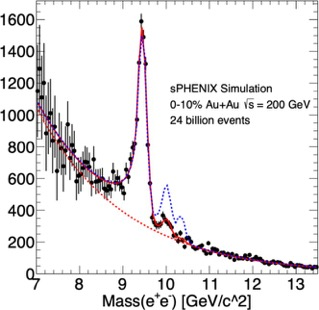 1600
1400
1200
1000
800
600
400
200
0
sPHENIX Simulation
0-10% Au+Au √s = 200 GeV
24 billion events
7 8 9 10 11 12 13
Mass(e⁺e⁻) [GeV/c^2]